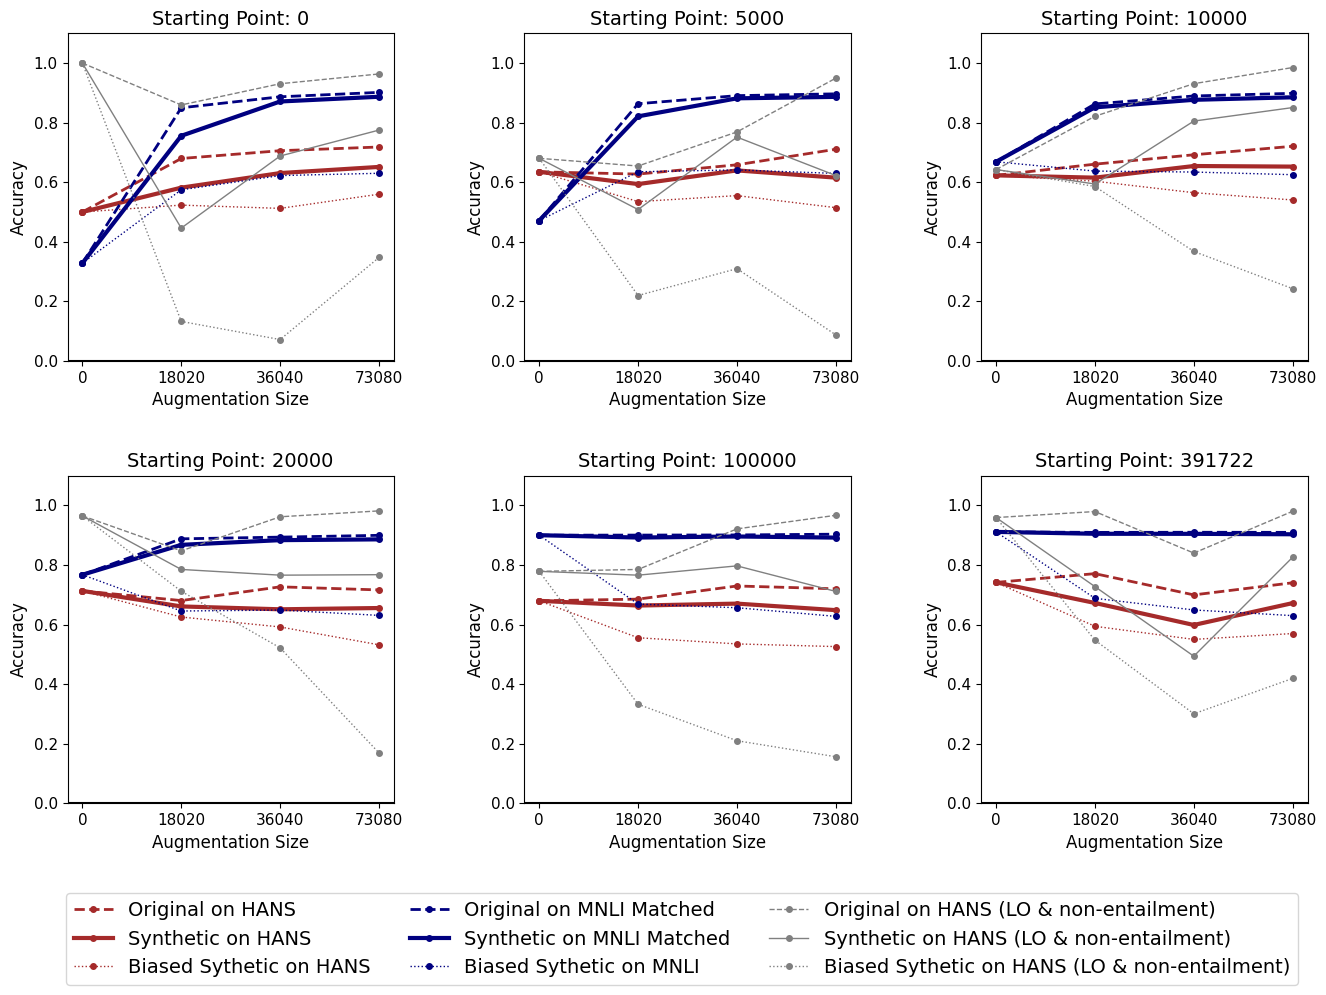 Starting Point: 0
Accuracy
1.0
0.8
0.6
0.4
0.2
0.0
0 18020 36040 73080
Augmentation Size
Starting Point: 5000
Accuracy
1.0
0.8
0.6
0.4
0.2
0.0
0 18020 36040 73080
Augmentation Size
Starting Point: 10000
Accuracy
1.0
0.8
0.6
0.4
0.2
0.0
0 18020 36040 73080
Augmentation Size
Starting Point: 20000
Accuracy
1.0
0.8
0.6
0.4
0.2
0.0
0 18020 36040 73080
Augmentation Size
Starting Point: 100000
Accuracy
1.0
0.8
0.6
0.4
0.2
0.0
0 18020 36040 73080
Augmentation Size
Starting Point: 391722
Accuracy
1.0
0.8
0.6
0.4
0.2
0.0
0 18020 36040 73080
Augmentation Size
Original on HANS
Synthetic on HANS
Biased Sythetic on HANS
Original on MNLI Matched
Synthetic on MNLI Matched
Biased Sythetic on MNLI
Original on HANS (LO & non-entailment)
Synthetic on HANS (LO & non-entailment)
Biased Sythetic on HANS (LO & non-entailment)